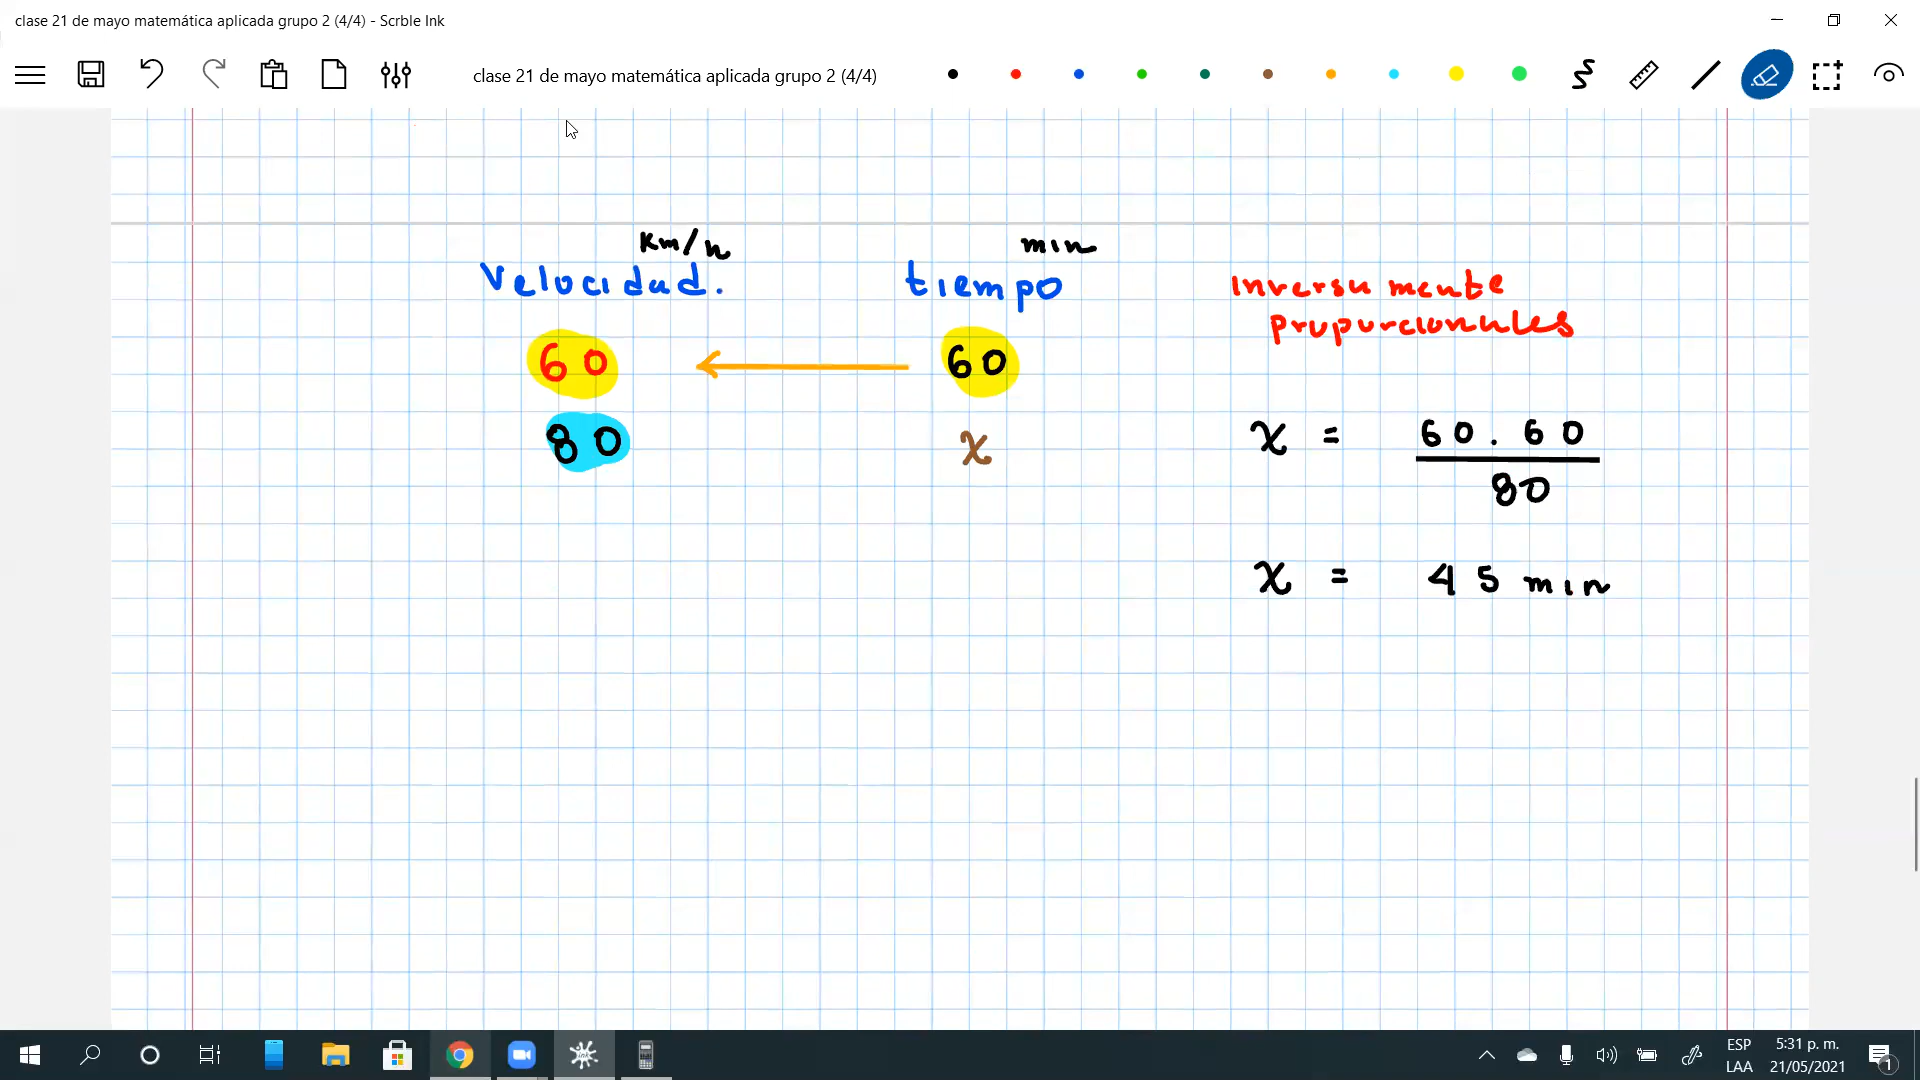 clase 21 de mayo matemática aplicada grupo 2 (4/4) - Scrble Ink
clase 21 de mayo matemática aplicada grupo 2 (4/4)
km/h
min
Velocidad.
tiempo
Inversamente
proporcionales
60
60
80
x
x = 60 . 60
80
x = 45 min
ESP
LAA
5:31 p. m.
21/05/2021
1